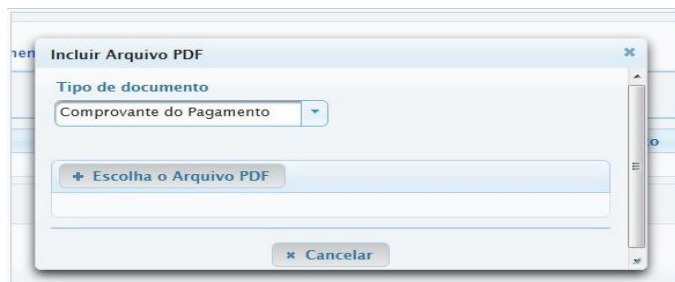 Incluir Arquivo PDF
Tipo de documento
Comprovante do Pagamento
+ Escolha o Arquivo PDF
× Cancelar